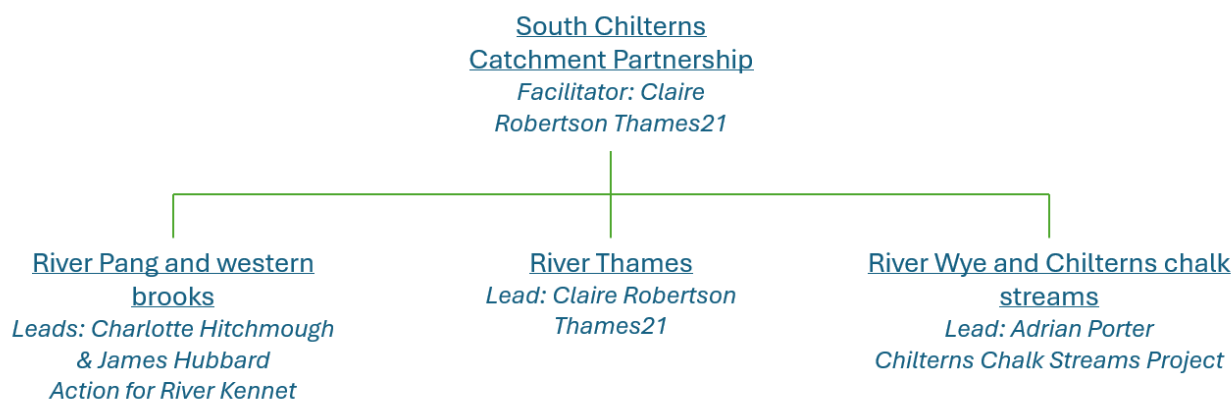 South Chilterns
Catchment Partnership
Facilitator: Claire
Robertson Thames21
River Pang and western
brooks
Leads: Charlotte Hitchmough
& James Hubbard
Action for River Kennet
River Thames
Lead: Claire Robertson
Thames21
River Wye and Chilterns chalk
streams
Lead: Adrian Porter
Chilterns Chalk Streams Project